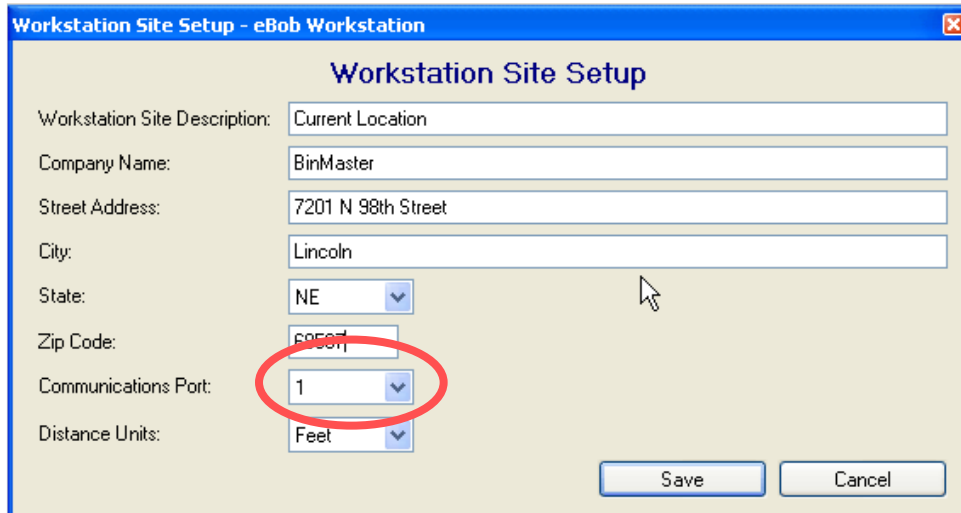 Workstation Site Setup - eBob Workstation
Workstation Site Setup
Workstation Site Description: Current Location
Company Name: BinMaster
Street Address: 7201 N 98th Street
City: Lincoln
State: NE
Zip Code:
Communications Port: 1
Distance Units: Feet
Save Cancel